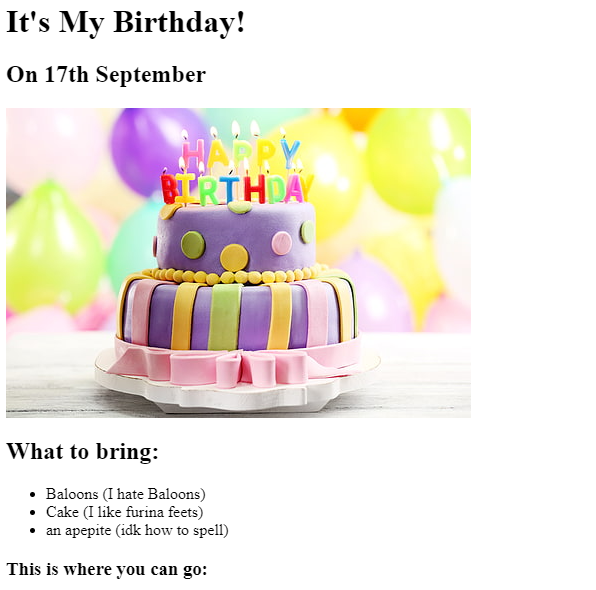 It's My Birthday!
On 17th September
HAPPY
BIRTHDAY
What to bring:
Baloons (I hate Baloons)
Cake (I like furina feets)
an apepite (idk how to spell)
This is where you can go: